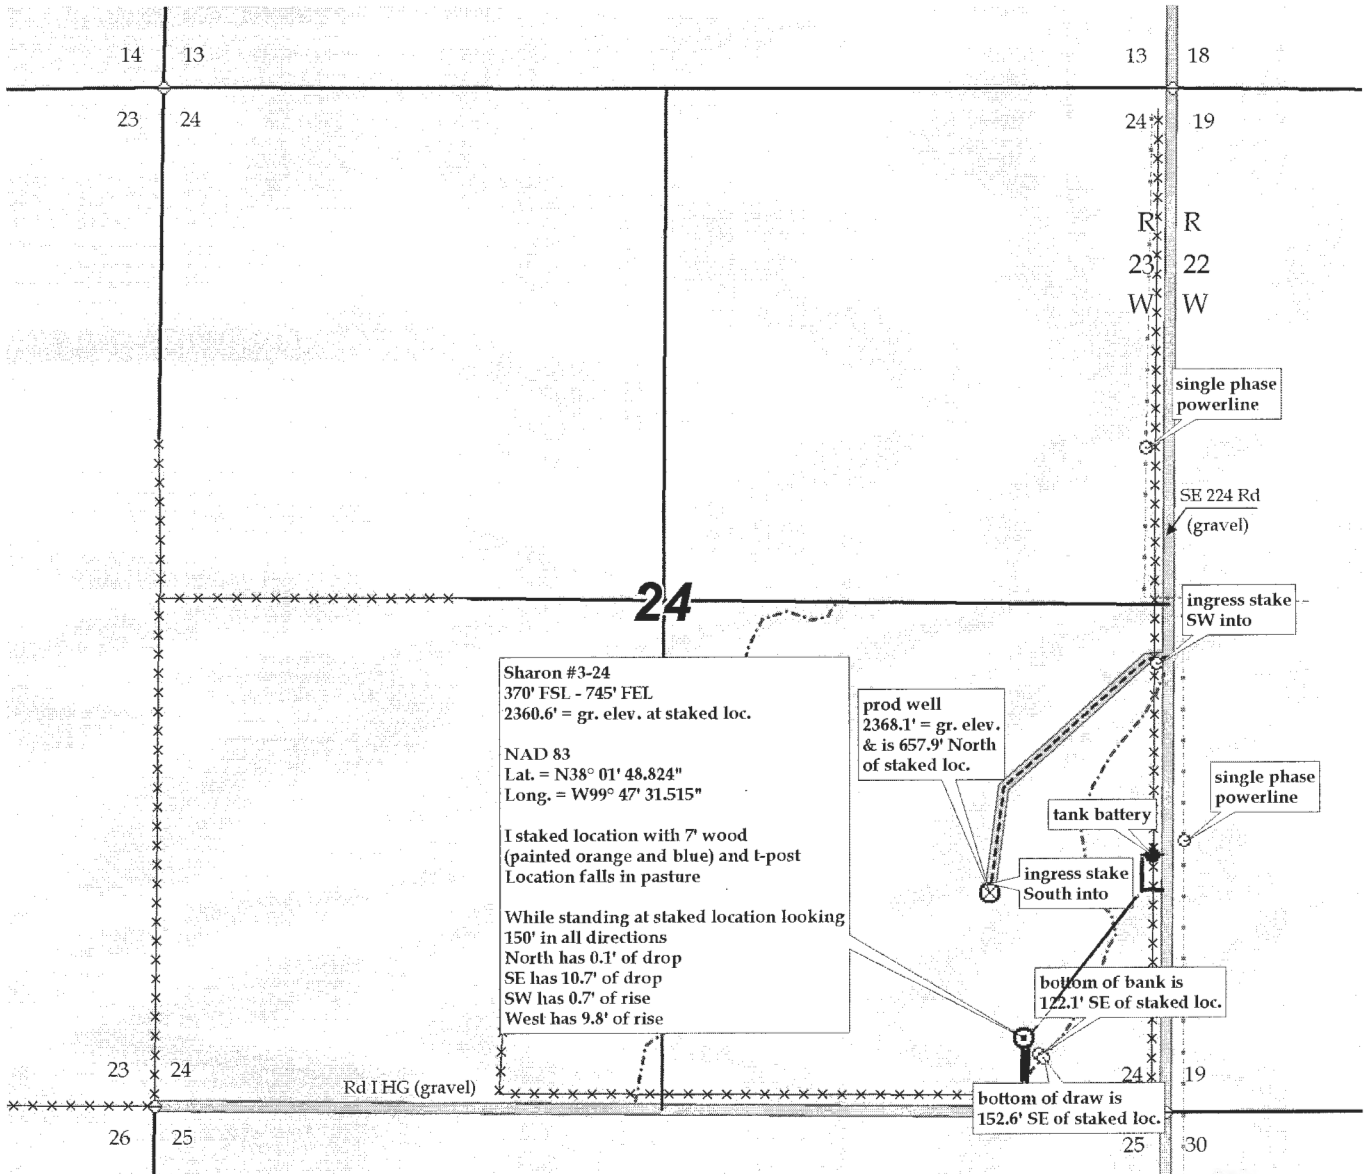 14 13
13 18
23 24
24 19
R R
23 22
W W
single phase
powerline
SE 224 Rd
(gravel)
24
ingress stake
SW into
Sharon #3-24
370' FSL - 745' FEL
2360.6' = gr. elev. at staked loc.
NAD 83
Lat. = N38° 01' 48.824"
Long. = W99° 47' 31.515"
I staked location with 7' wood
(painted orange and blue) and t-post
Location falls in pasture
While standing at staked location looking
150' in all directions
North has 0.1' of drop
SE has 10.7' of drop
SW has 0.7' of rise
West has 9.8' of rise
prod well
2368.1' = gr. elev.
& is 657.9' North
of staked loc.
single phase
powerline
tank battery
ingress stake
South into
bottom of bank is
122.1' SE of staked loc.
23 24
Rd I HG (gravel)
24 19
bottom of draw is
152.6' SE of staked loc.
26 25
25 30